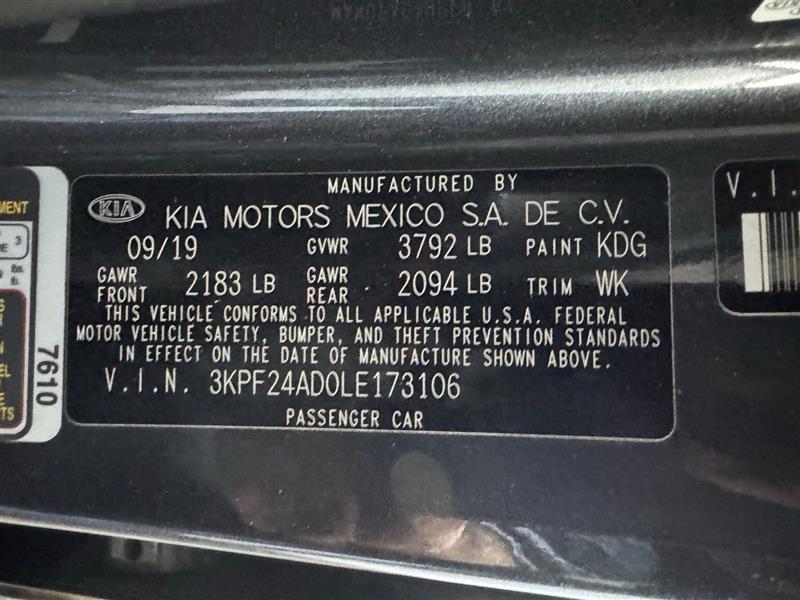 MANUFACTURED BY
KIA KIA MOTORS MEXICO S.A. DE C.V.
09/19 GVWR 3792 LB PAINT KDG
GAWR FRONT 2183 LB GAWR REAR 2094 LB TRIM WK
THIS VEHICLE CONFORMS TO ALL APPLICABLE U.S.A. FEDERAL
MOTOR VEHICLE SAFETY, BUMPER, AND THEFT PREVENTION STANDARDS
IN EFFECT ON THE DATE OF MANUFACTURE SHOWN ABOVE.
V.I.N. 3KPF24AD0LE173106
PASSENGER CAR
7610
V.I.